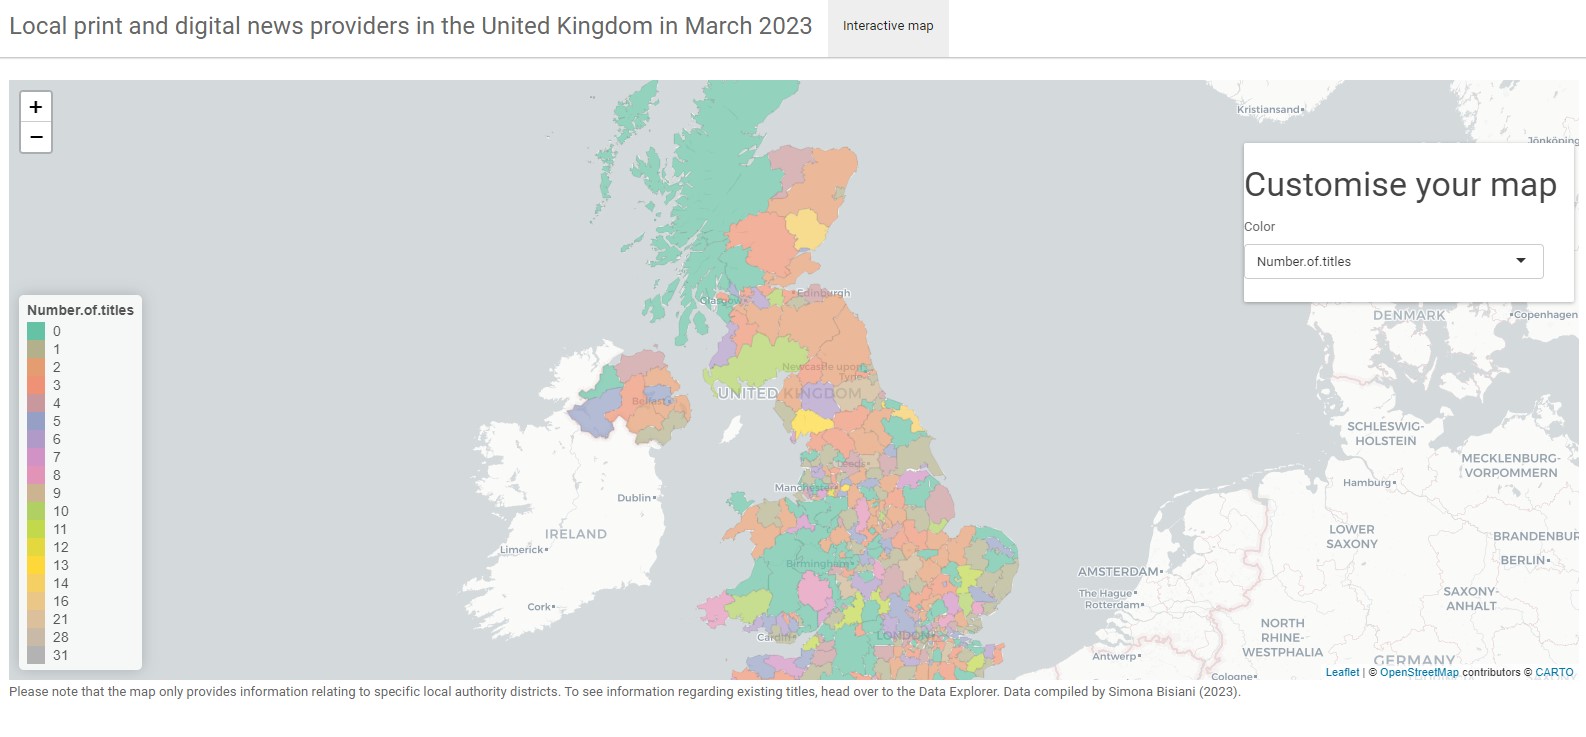 Local print and digital news providers in the United Kingdom in March 2023
Interactive map
+
−
Kristiansand
Jönköping
Customise your map
Color
Number.of.titles
DENMARK
Copenhagen
Glasgow
Edinburgh
Number.of.titles
0
1
2
3
4
5
6
7
8
9
10
11
12
13
14
16
21
28
31
Newcastle upon
Tyne
UNITED KINGDOM
Belfast
SCHLESWIG-
HOLSTEIN
MECKLENBURG-
VORPOMMERN
Leeds
Manchester
Hamburg
Dublin
IRELAND
LOWER
SAXONY
BRANDENBUR
Limerick
BERLIN
Birmingham
AMSTERDAM
The Hague
Rotterdam
SAXONY-
ANHALT
Cork
NORTH
RHINE-
WESTPHALIA
Cardiff
LONDON
Antwerp
GERMANY
Cologne
Leaflet | © OpenStreetMap contributors © CARTO
Please note that the map only provides information relating to specific local authority districts. To see information regarding existing titles, head over to the Data Explorer. Data compiled by Simona Bisiani (2023).